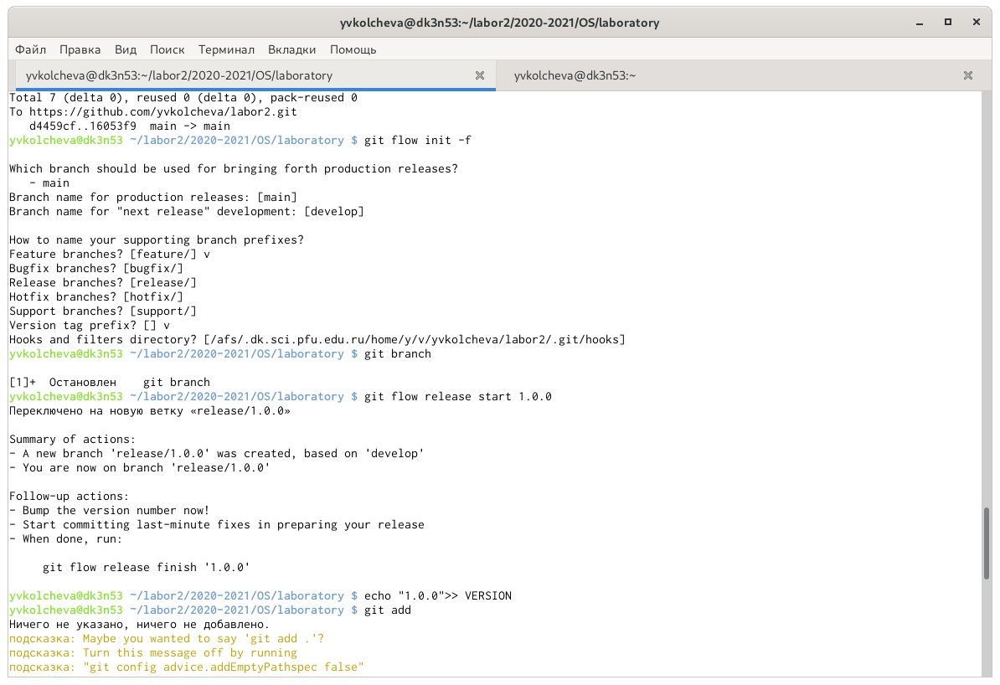 yvkolcheva@dk3n53:~/labor2/2020-2021/OS/laboratory
Файл Правка Вид Поиск Терминал Вкладки Помощь
yvkolcheva@dk3n53:~/labor2/2020-2021/OS/laboratory yvkolcheva@dk3n53:~
Total 7 (delta 0), reused 0 (delta 0), pack-reused 0
To https://github.com/yvkolcheva/labor2.git
   d4459cf..16053f9  main -> main
yvkolcheva@dk3n53 ~/labor2/2020-2021/OS/laboratory $ git flow init -f
Which branch should be used for bringing forth production releases?
   - main
Branch name for production releases: [main]
Branch name for "next release" development: [develop]
How to name your supporting branch prefixes?
Feature branches? [feature/] v
Bugfix branches? [bugfix/]
Release branches? [release/]
Hotfix branches? [hotfix/]
Support branches? [support/]
Version tag prefix? [] v
Hooks and filters directory? [/afs/.dk.sci.pfu.edu.ru/home/y/v/yvkolcheva/labor2/.git/hooks]
yvkolcheva@dk3n53 ~/labor2/2020-2021/OS/laboratory $ git branch
[1]+  Остановлен    git branch
yvkolcheva@dk3n53 ~/labor2/2020-2021/OS/laboratory $ git flow release start 1.0.0
Переключено на новую ветку «release/1.0.0»
Summary of actions:
- A new branch 'release/1.0.0' was created, based on 'develop'
- You are now on branch 'release/1.0.0'
Follow-up actions:
- Bump the version number now!
- Start committing last-minute fixes in preparing your release
- When done, run:
     git flow release finish '1.0.0'
yvkolcheva@dk3n53 ~/labor2/2020-2021/OS/laboratory $ echo "1.0.0">> VERSION
yvkolcheva@dk3n53 ~/labor2/2020-2021/OS/laboratory $ git add
Ничего не указано, ничего не добавлено.
подсказка: Maybe you wanted to say 'git add .'?
подсказка: Turn this message off by running
подсказка: "git config advice.addEmptyPathspec false"